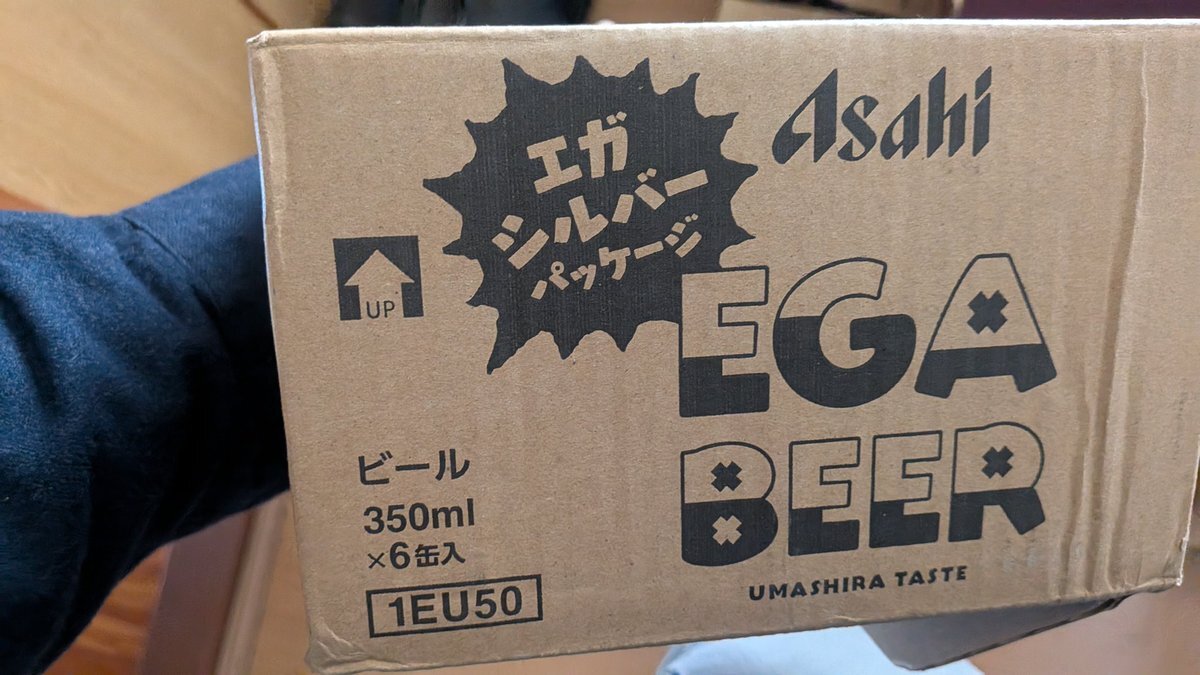 Asahi
エガ
シルバー
パッケージ
EGA
BEER
UMASHIRA TASTE
UP
ビール
350ml
×6缶入
1EU50